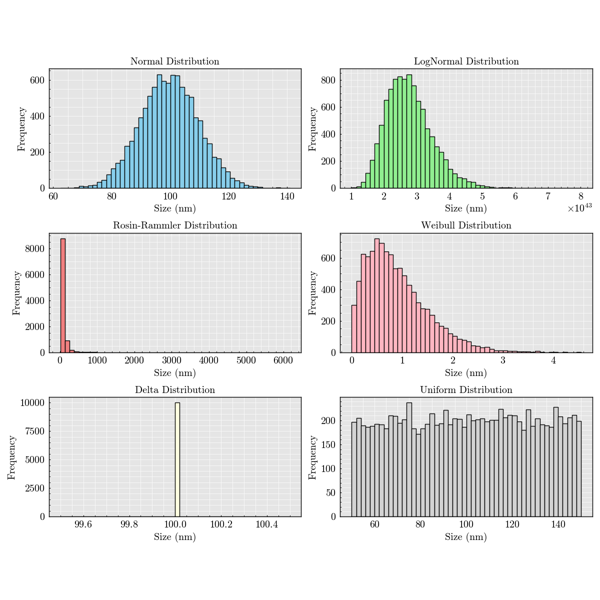 Normal Distribution
Frequency
600
400
200
0
60 80 100 120 140
Size (nm)
LogNormal Distribution
Frequency
800
600
400
200
0
1 2 3 4 5 6 7 8
Size (nm)
×10⁴³
Rosin-Rammler Distribution
Frequency
8000
6000
4000
2000
0
0 1000 2000 3000 4000 5000 6000
Size (nm)
Weibull Distribution
Frequency
600
400
200
0
0 1 2 3 4
Size (nm)
Delta Distribution
Frequency
10000
7500
5000
2500
0
99.6 99.8 100.0 100.2 100.4
Size (nm)
Uniform Distribution
Frequency
200
150
100
50
0
60 80 100 120 140
Size (nm)